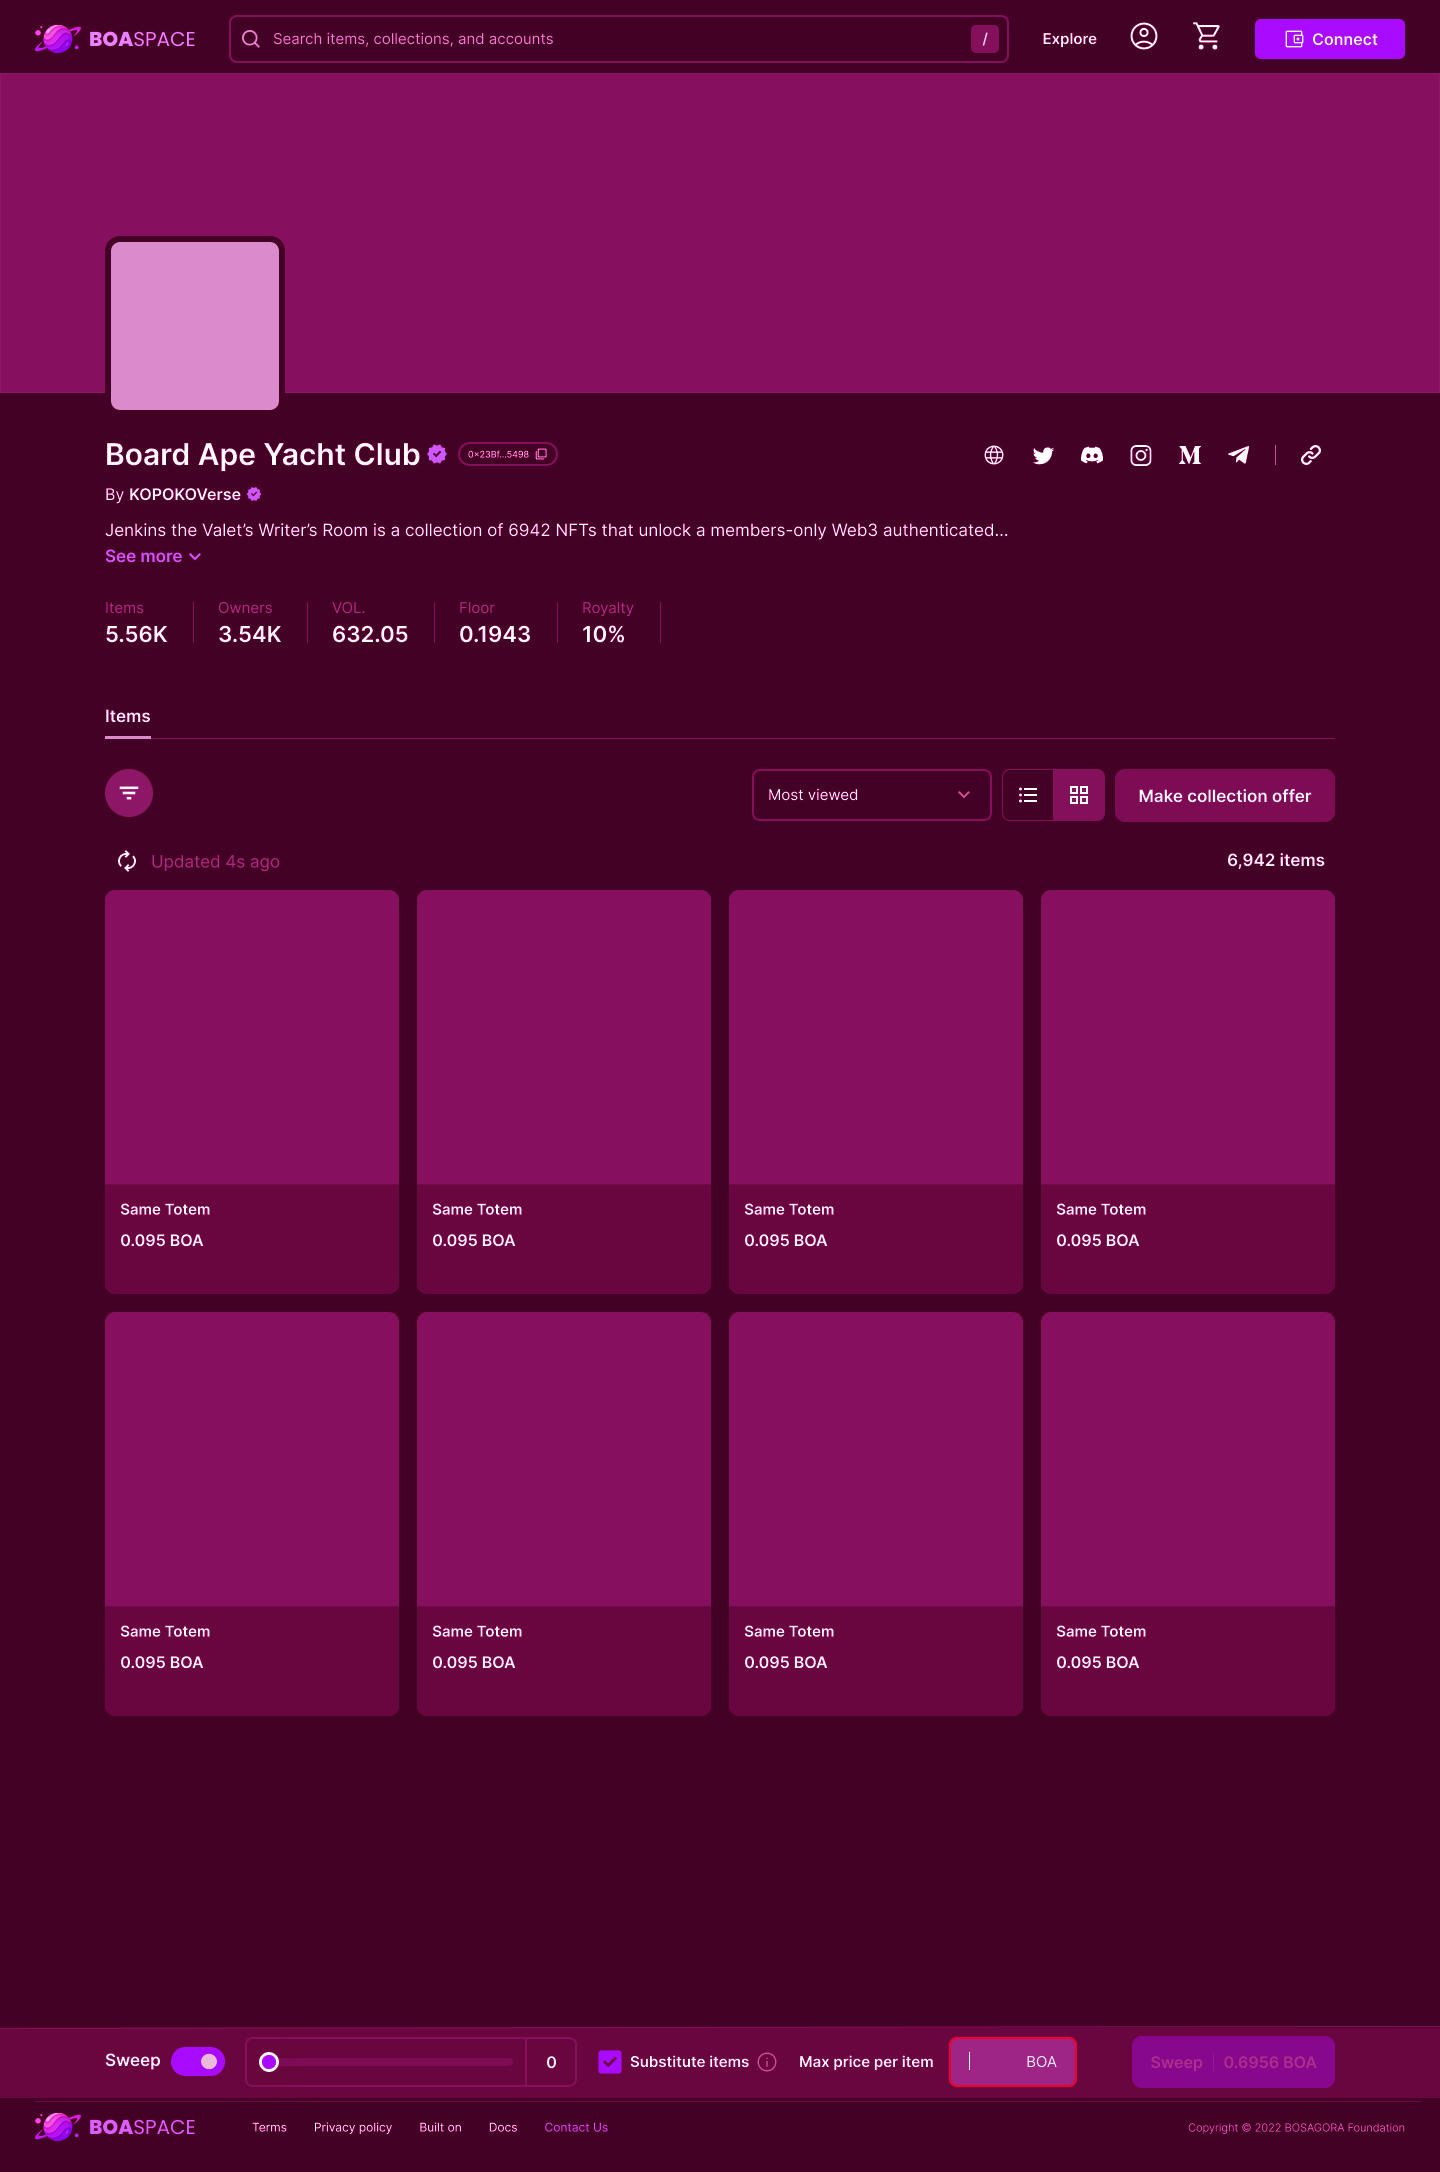 BOASPACE
Search items, collections, and accounts
/
Explore
Connect
Board Ape Yacht Club
0x23Bf...5498
By KOPOKOVerse
Jenkins the Valet’s Writer’s Room is a collection of 6942 NFTs that unlock a members-only Web3 authenticated...
See more
Items
Owners
VOL.
Floor
Royalty
5.56K
3.54K
632.05
0.1943
10%
Items
Most viewed
Make collection offer
Updated 4s ago
6,942 items
Same Totem
0.095 BOA
Same Totem
0.095 BOA
Same Totem
0.095 BOA
Same Totem
0.095 BOA
Same Totem
0.095 BOA
Same Totem
0.095 BOA
Same Totem
0.095 BOA
Same Totem
0.095 BOA
Sweep
0
Substitute items
Max price per item
BOA
Sweep
0.6956 BOA
BOASPACE
Terms
Privacy policy
Built on
Docs
Contact Us
Copyright © 2022 BOSAGORA Foundation